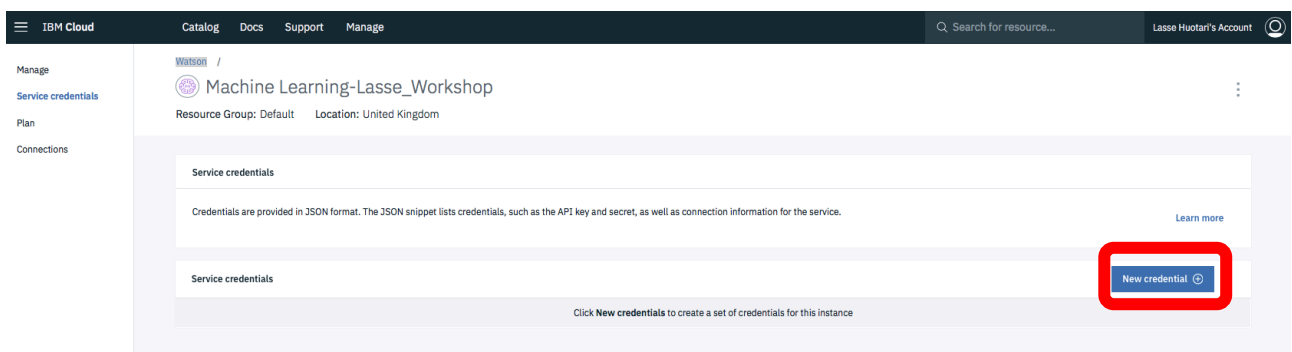 IBM Cloud Catalog Docs Support Manage Search for resource... Lasse Huotari's Account
Manage
Service credentials
Plan
Connections
Watson /
Machine Learning-Lasse_Workshop
Resource Group: Default Location: United Kingdom
Service credentials
Credentials are provided in JSON format. The JSON snippet lists credentials, such as the API key and secret, as well as connection information for the service.
Learn more
Service credentials
New credential
Click New credentials to create a set of credentials for this instance